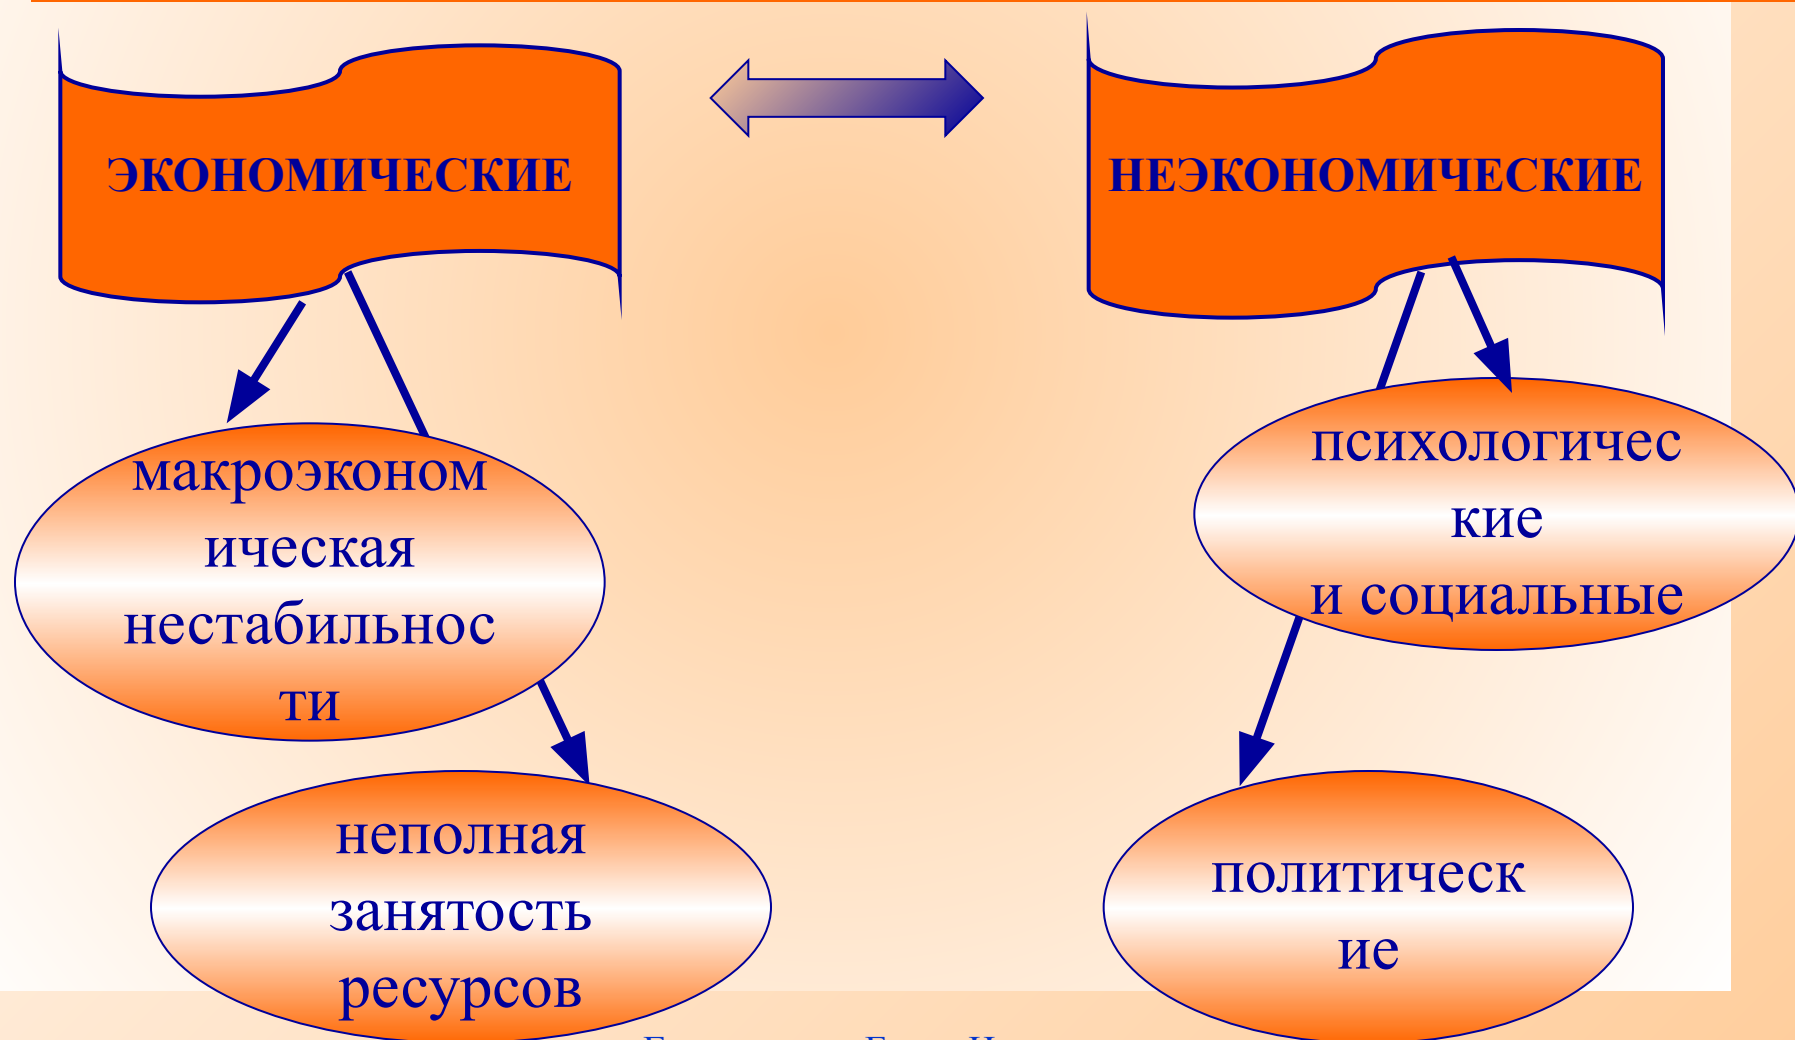 ЭКОНОМИЧЕСКИЕ
НЕЭКОНОМИЧЕСКИЕ
макроэконом
ическая
нестабильнос
ти
психологичес
кие
и социальные
неполная
занятость
ресурсов
политическ
ие